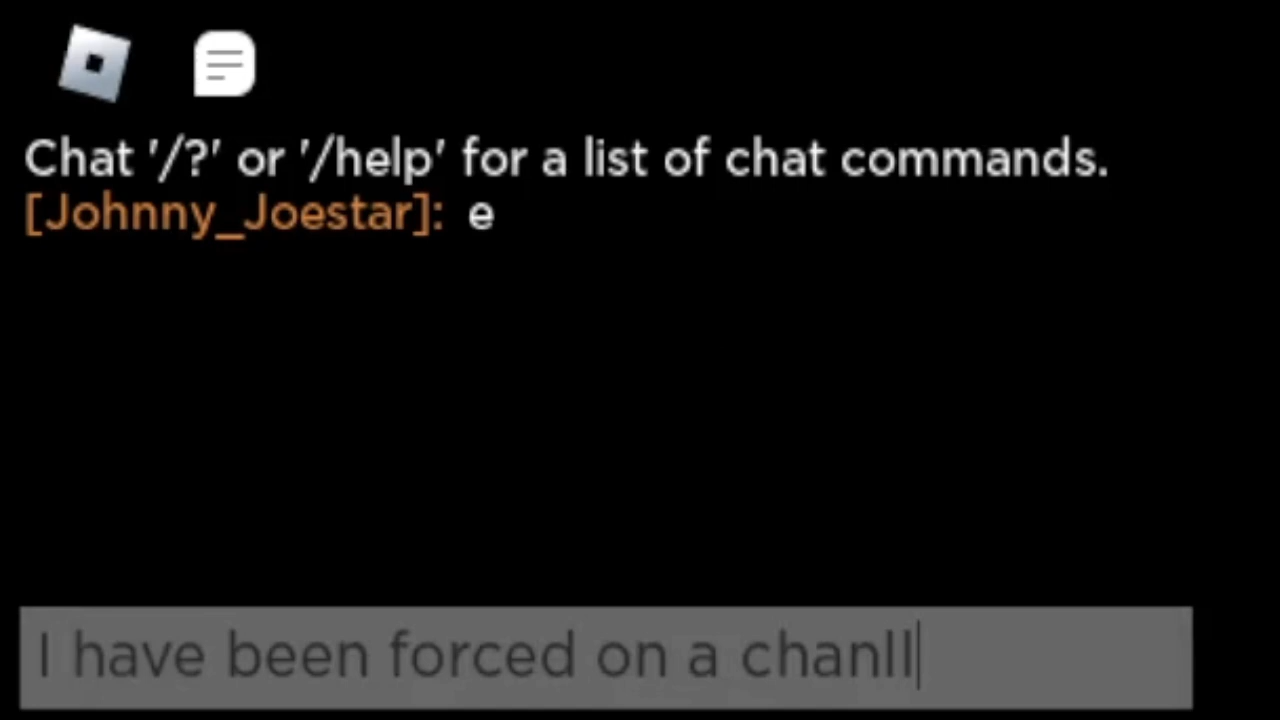 Chat '/?' or '/help' for a list of chat commands.
[Johnny_Joestar]: e
I have been forced on a chanll